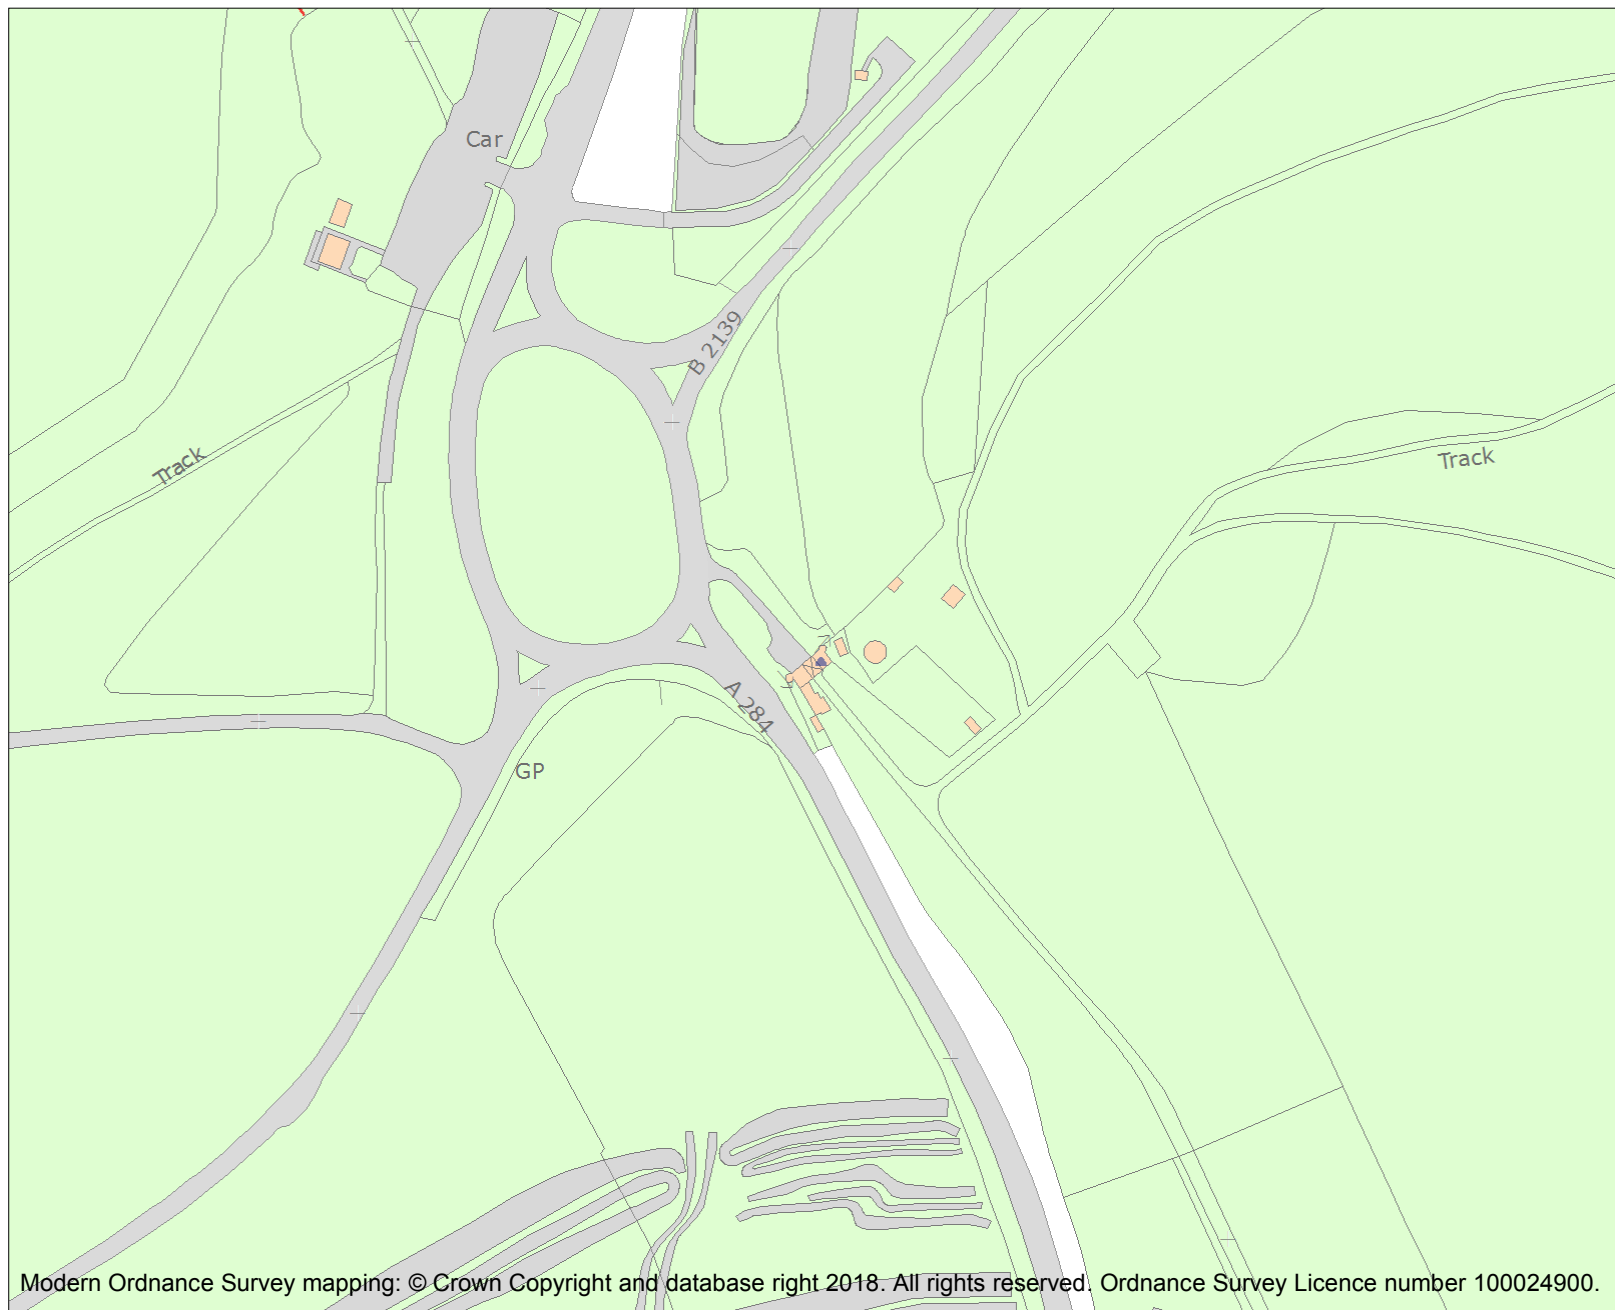 Car
B 2139
Track
Track
A 284
GP
Modern Ordnance Survey mapping: © Crown Copyright and database right 2018. All rights reserved. Ordnance Survey Licence number 100024900.